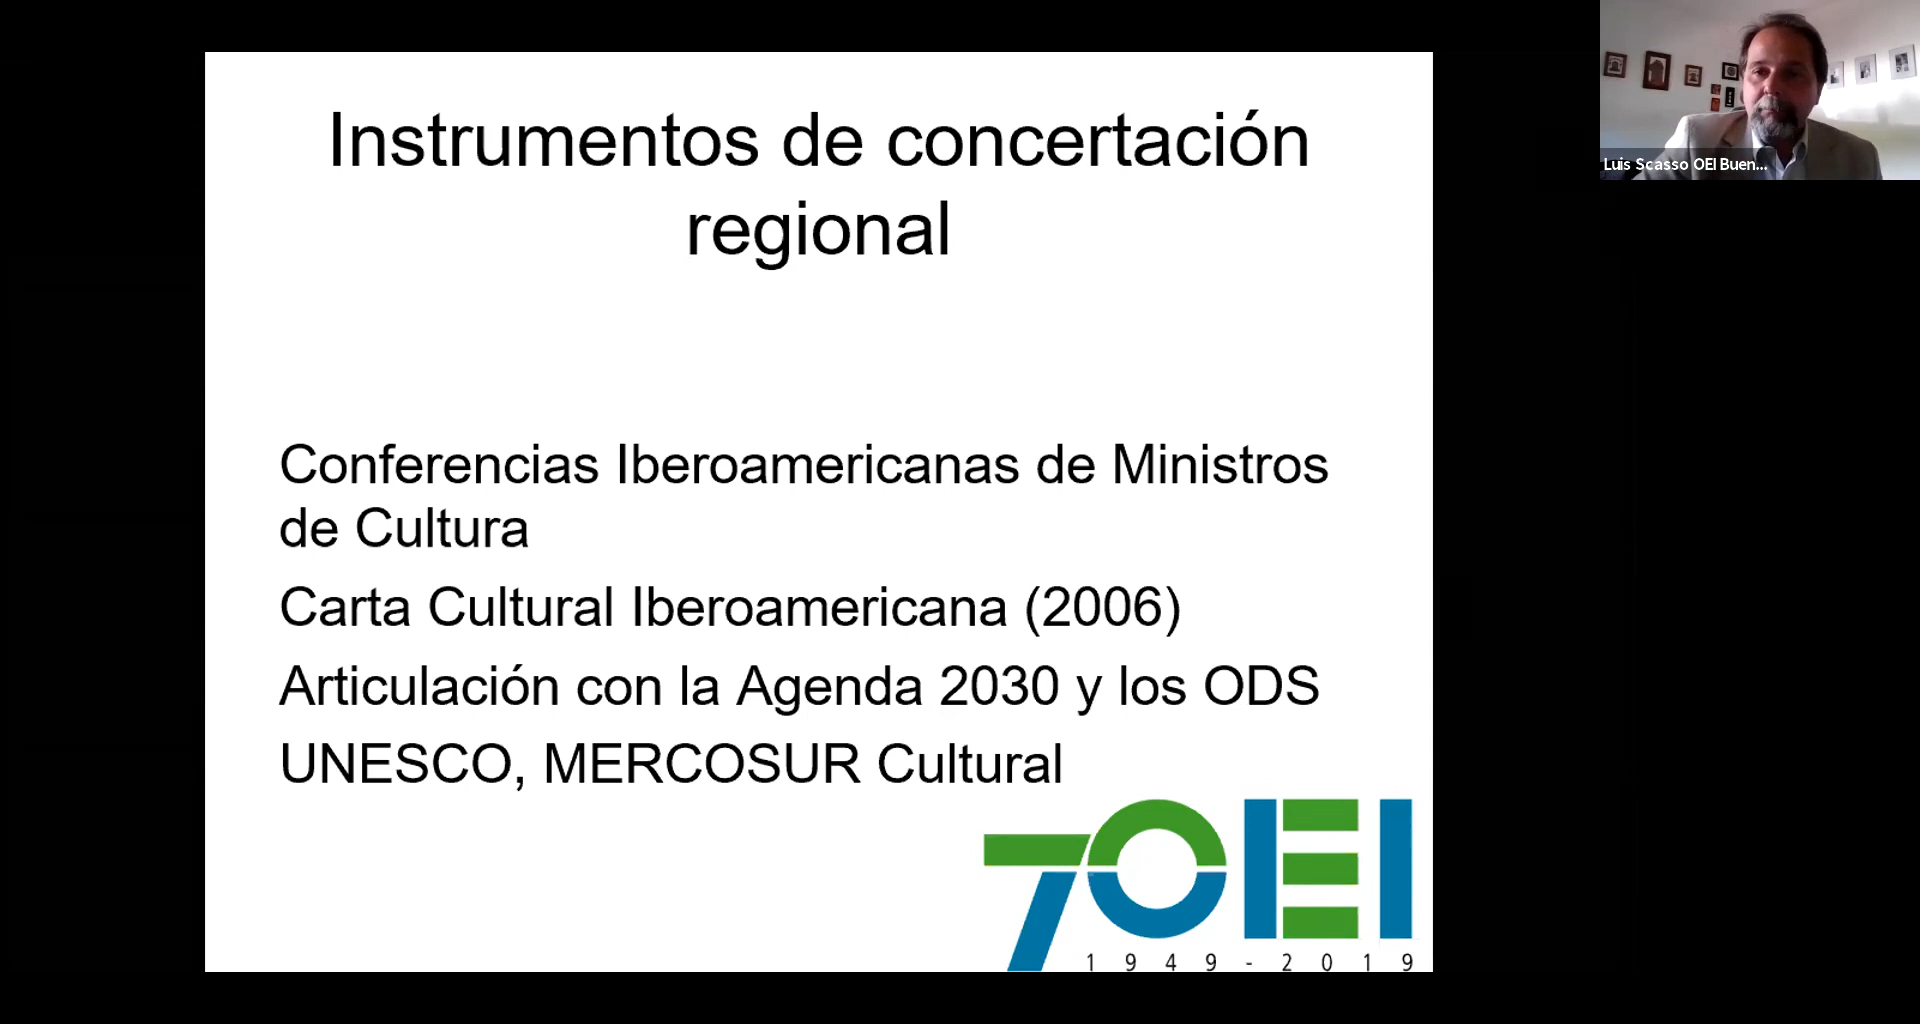 Instrumentos de concertación
regional
Conferencias Iberoamericanas de Ministros
de Cultura
Carta Cultural Iberoamericana (2006)
Articulación con la Agenda 2030 y los ODS
UNESCO, MERCOSUR Cultural
70EI
1949-2019
Luis Scasso OEI Buen...